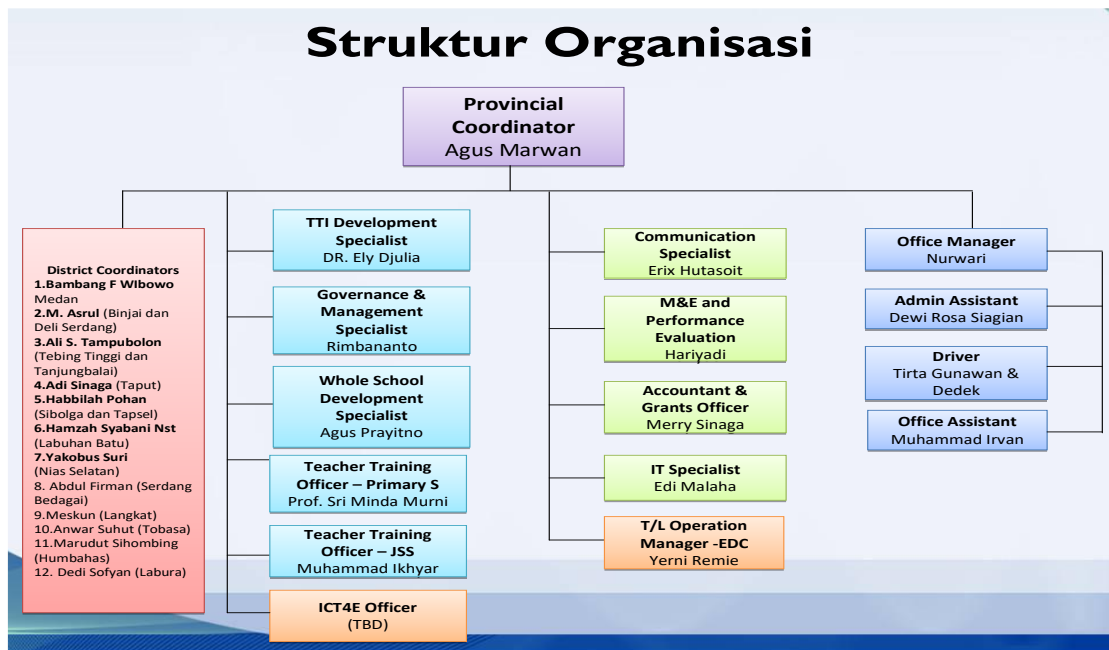 Struktur Organisasi
Provincial
Coordinator
Agus Marwan
District Coordinators
1.Bambang F WIbowo
Medan
2.M. Asrul (Binjai dan
Deli Serdang)
3.Ali S. Tampubolon
(Tebing Tinggi dan
Tanjungbalai)
4.Adi Sinaga (Taput)
5.Habbilah Pohan
(Sibolga dan Tapsel)
6.Hamzah Syabani Nst
(Labuhan Batu)
7.Yakobus Suri
(Nias Selatan)
8. Abdul Firman (Serdang
Bedagai)
9.Meskun (Langkat)
10.Anwar Suhut (Tobasa)
11.Marudut Sihombing
(Humbahas)
12. Dedi Sofyan (Labura)
TTI Development
Specialist
DR. Ely Djulia
Governance &
Management
Specialist
Rimbananto
Whole School
Development
Specialist
Agus Prayitno
Teacher Training
Officer – Primary S
Prof. Sri Minda Murni
Teacher Training
Officer – JSS
Muhammad Ikhyar
ICT4E Officer
(TBD)
Communication
Specialist
Erix Hutasoit
M&E and
Performance
Evaluation
Hariyadi
Accountant &
Grants Officer
Merry Sinaga
IT Specialist
Edi Malaha
T/L Operation
Manager -EDC
Yerni Remie
Office Manager
Nurwari
Admin Assistant
Dewi Rosa Siagian
Driver
Tirta Gunawan &
Dedek
Office Assistant
Muhammad Irvan